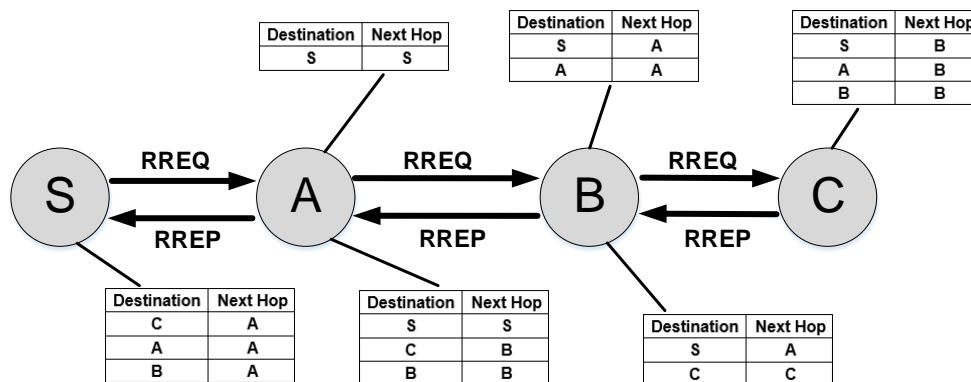 Destination Next Hop
S S
Destination Next Hop
S A
A A
Destination Next Hop
S B
A B
B B
RREQ
RREQ
RREQ
S
A
B
C
RREP
RREP
RREP
Destination Next Hop
C A
A A
B A
Destination Next Hop
S S
C B
B B
Destination Next Hop
S A
C C